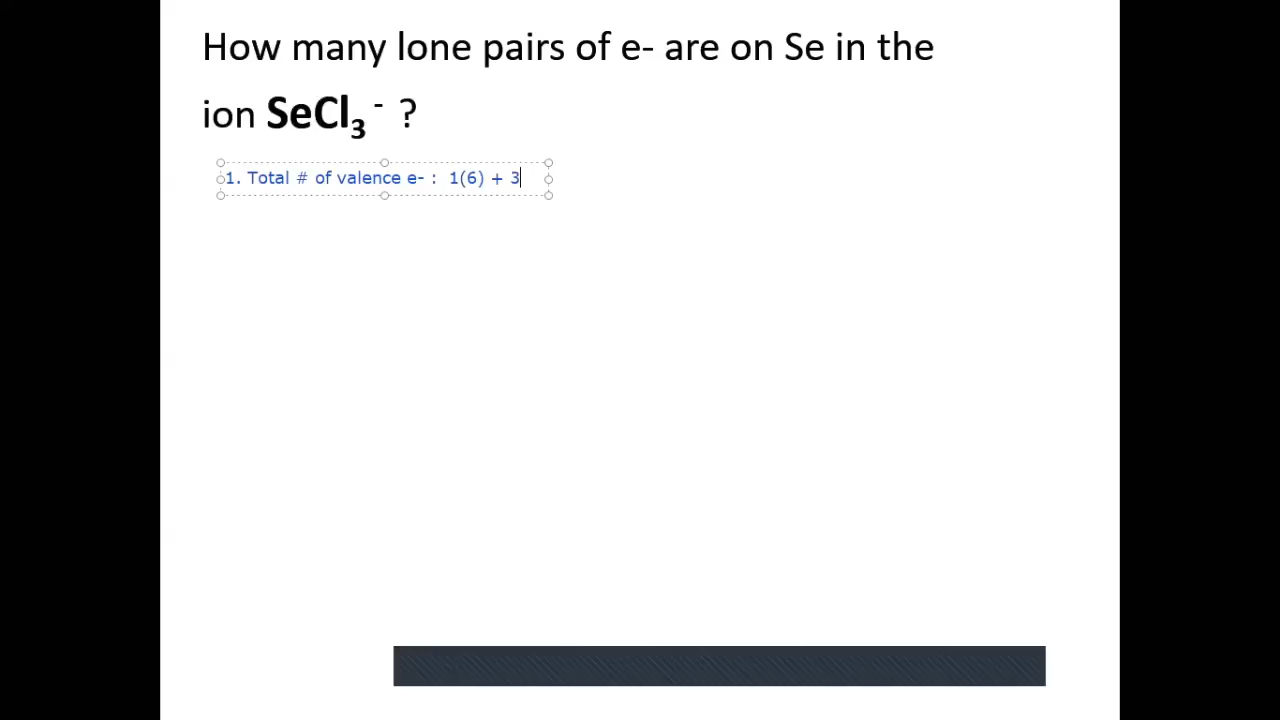 How many lone pairs of e- are on Se in the
ion SeCl₃⁻ ?
1. Total # of valence e- : 1(6) + 3